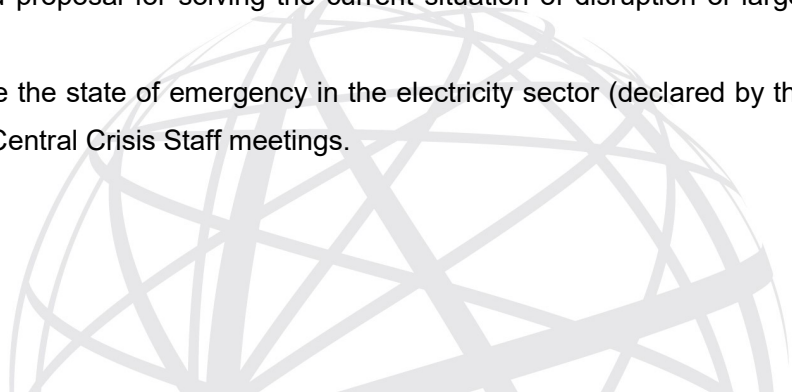 proposal for solving the current situation of disruption of large
the state of emergency in the electricity sector (declared by th
Central Crisis Staff meetings.